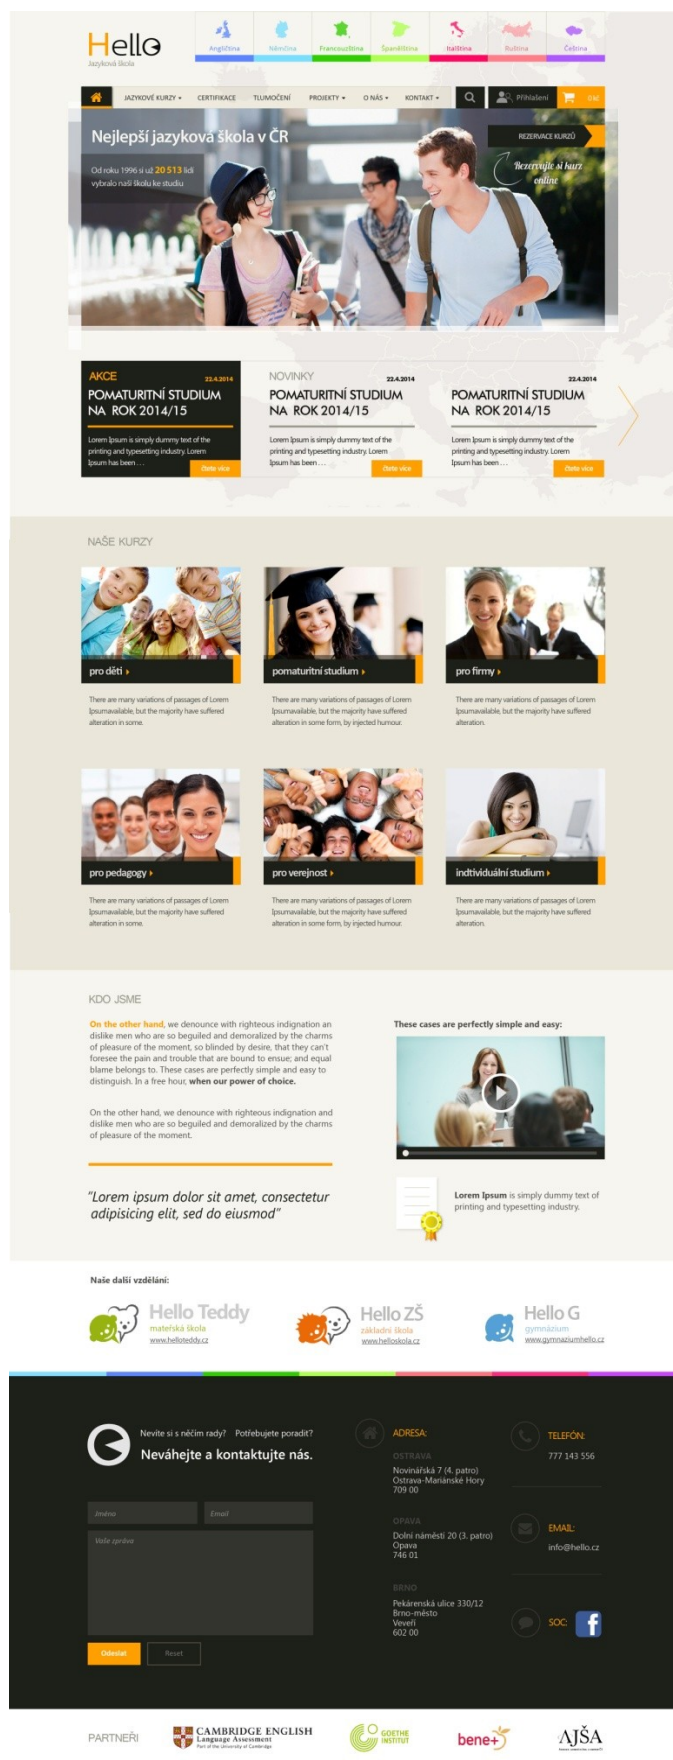 Hello
Jazyková škola
Angličtina
Němčina
Francouzština
Španělština
Italština
Ruština
Čeština
JAZYKOVÉ KURZY
CERTIFIKACE
TLUMOČENÍ
PROJEKTY
O NÁS
KONTAKT
Přihlášení
0 kč
Nejlepší jazyková škola v ČR
Od roku 1996 si už 20 513 lidí
vybralo naší školu ke studiu
REZERVACE KURZŮ
Rezervujte si kurz
online
AKCE
22.4.2014
POMATURITNÍ STUDIUM
NA ROK 2014/15
Lorem Ipsum is simply dummy text of the
printing and typesetting industry. Lorem
Ipsum has been . . .
čtete více
NOVINKY
22.4.2014
POMATURITNÍ STUDIUM
NA ROK 2014/15
Lorem Ipsum is simply dummy text of the
printing and typesetting industry. Lorem
Ipsum has been . . .
čtete více
22.4.2014
POMATURITNÍ STUDIUM
NA ROK 2014/15
Lorem Ipsum is simply dummy text of the
printing and typesetting industry. Lorem
Ipsum has been . . .
čtete více
NAŠE KURZY
pro děti
There are many variations of passages of Lorem
Ipsumavailable, but the majority have suffered
alteration in some.
pomaturitní studium
There are many variations of passages of Lorem
Ipsumavailable, but the majority have suffered
alteration in some form, by injected humour.
pro firmy
There are many variations of passages of Lorem
Ipsumavailable, but the majority have suffered
alteration.
pro pedagogy
There are many variations of passages of Lorem
Ipsumavailable, but the majority have suffered
alteration in some.
pro verejnost
There are many variations of passages of Lorem
Ipsumavailable, but the majority have suffered
alteration in some form, by injected humour.
indtividuální studium
There are many variations of passages of Lorem
Ipsumavailable, but the majority have suffered
alteration.
KDO JSME
On the other hand, we denounce with righteous indignation an
dislike men who are so beguiled and demoralized by the charms
of pleasure of the moment, so blinded by desire, that they can't
foresee the pain and trouble that are bound to ensue; and equal
blame belongs to. These cases are perfectly simple and easy to
distinguish. In a free hour, when our power of choice.
On the other hand, we denounce with righteous indignation and
dislike men who are so beguiled and demoralized by the charms
of pleasure of the moment.
"Lorem ipsum dolor sit amet, consectetur
adipisicing elit, sed do eiusmod"
These cases are perfectly simple and easy:
Lorem Ipsum is simply dummy text of
printing and typesetting industry.
Naše další vzdělání:
Hello Teddy
mateřská škola
www.helloteddy.cz
Hello ZŠ
základní škola
www.helloskola.cz
Hello G
gymnázium
www.gymnaziumhello.cz
Nevíte si s něčím rady? Potřebujete poradit?
Neváhejte a kontaktujte nás.
Jméno
Email
Vaše zpráva
Odeslat
Reset
ADRESA:
OSTRAVA
Novinářská 7 (4. patro)
Ostrava-Mariánské Hory
709 00
OPAVA
Dolní náměstí 20 (3. patro)
Opava
746 01
BRNO
Pekárenská ulice 330/12
Brno-město
Veveří
602 00
TELEFÓN:
777 143 556
EMAIL:
info@hello.cz
SOC:
f
PARTNEŘI
CAMBRIDGE ENGLISH
Language Assessment
Part of the University of Cambridge
GOETHE
INSTITUT
bene+
AJŠA